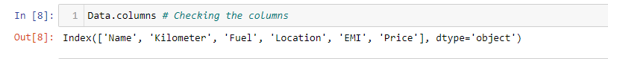 In [8]: 1 Data.columns # Checking the columns
Out[8]: Index(['Name', 'Kilometer', 'Fuel', 'Location', 'EMI', 'Price'], dtype='object')